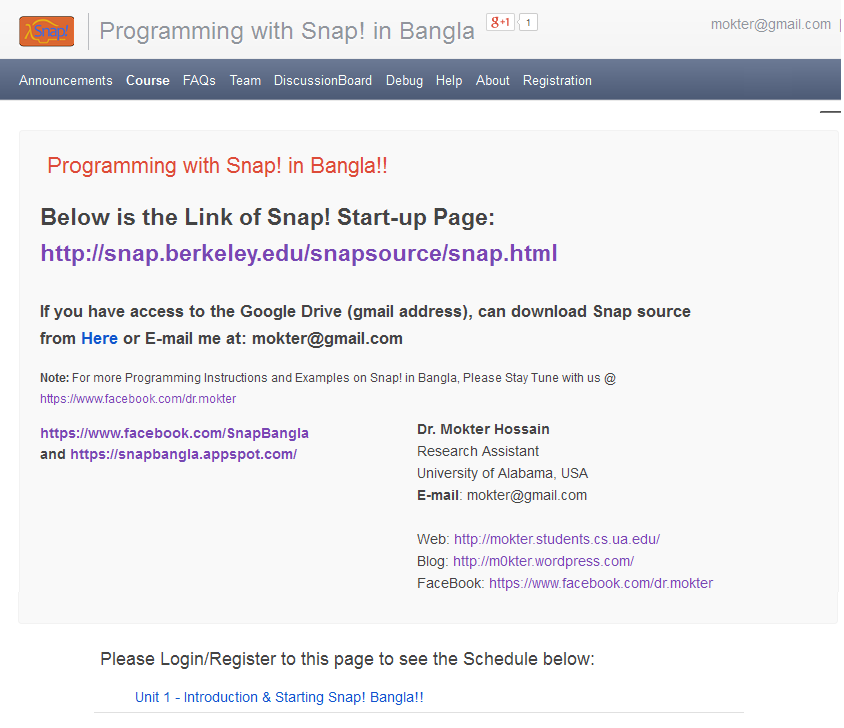 λSnap!
Programming with Snap! in Bangla
g+1 1
mokter@gmail.com |
Announcements Course FAQs Team DiscussionBoard Debug Help About Registration
Programming with Snap! in Bangla!!
Below is the Link of Snap! Start-up Page:
http://snap.berkeley.edu/snapsource/snap.html
If you have access to the Google Drive (gmail address), can download Snap source
from Here or E-mail me at: mokter@gmail.com
Note: For more Programming Instructions and Examples on Snap! in Bangla, Please Stay Tune with us @
https://www.facebook.com/dr.mokter
https://www.facebook.com/SnapBangla
and https://snapbangla.appspot.com/
Dr. Mokter Hossain
Research Assistant
University of Alabama, USA
E-mail: mokter@gmail.com
Web: http://mokter.students.cs.ua.edu/
Blog: http://m0kter.wordpress.com/
FaceBook: https://www.facebook.com/dr.mokter
Please Login/Register to this page to see the Schedule below:
Unit 1 - Introduction & Starting Snap! Bangla!!